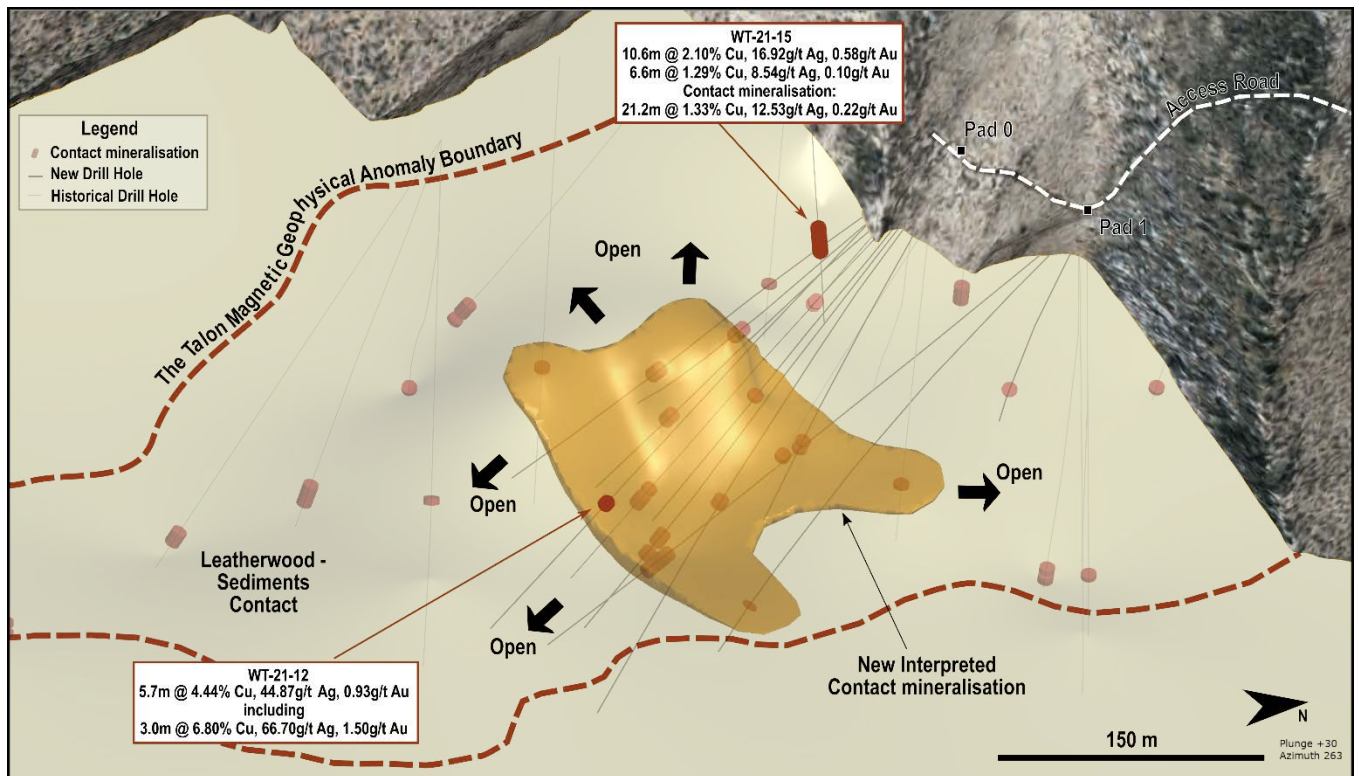 WT-21-15
10.6m @ 2.10% Cu, 16.92g/t Ag, 0.58g/t Au
6.6m @ 1.29% Cu, 8.54g/t Ag, 0.10g/t Au
Contact mineralisation:
21.2m @ 1.33% Cu, 12.53g/t Ag, 0.22g/t Au
Legend
Contact mineralisation
New Drill Hole
Historical Drill Hole
The Talon Magnetic Geophysical Anomaly Boundary
Access Road
Pad 0
Pad 1
Open
Open
Open
Open
Leatherwood -
Sediments
Contact
New Interpreted
Contact mineralisation
WT-21-12
5.7m @ 4.44% Cu, 44.87g/t Ag, 0.93g/t Au
including
3.0m @ 6.80% Cu, 66.70g/t Ag, 1.50g/t Au
N
150 m
Plunge +30
Azimuth 263